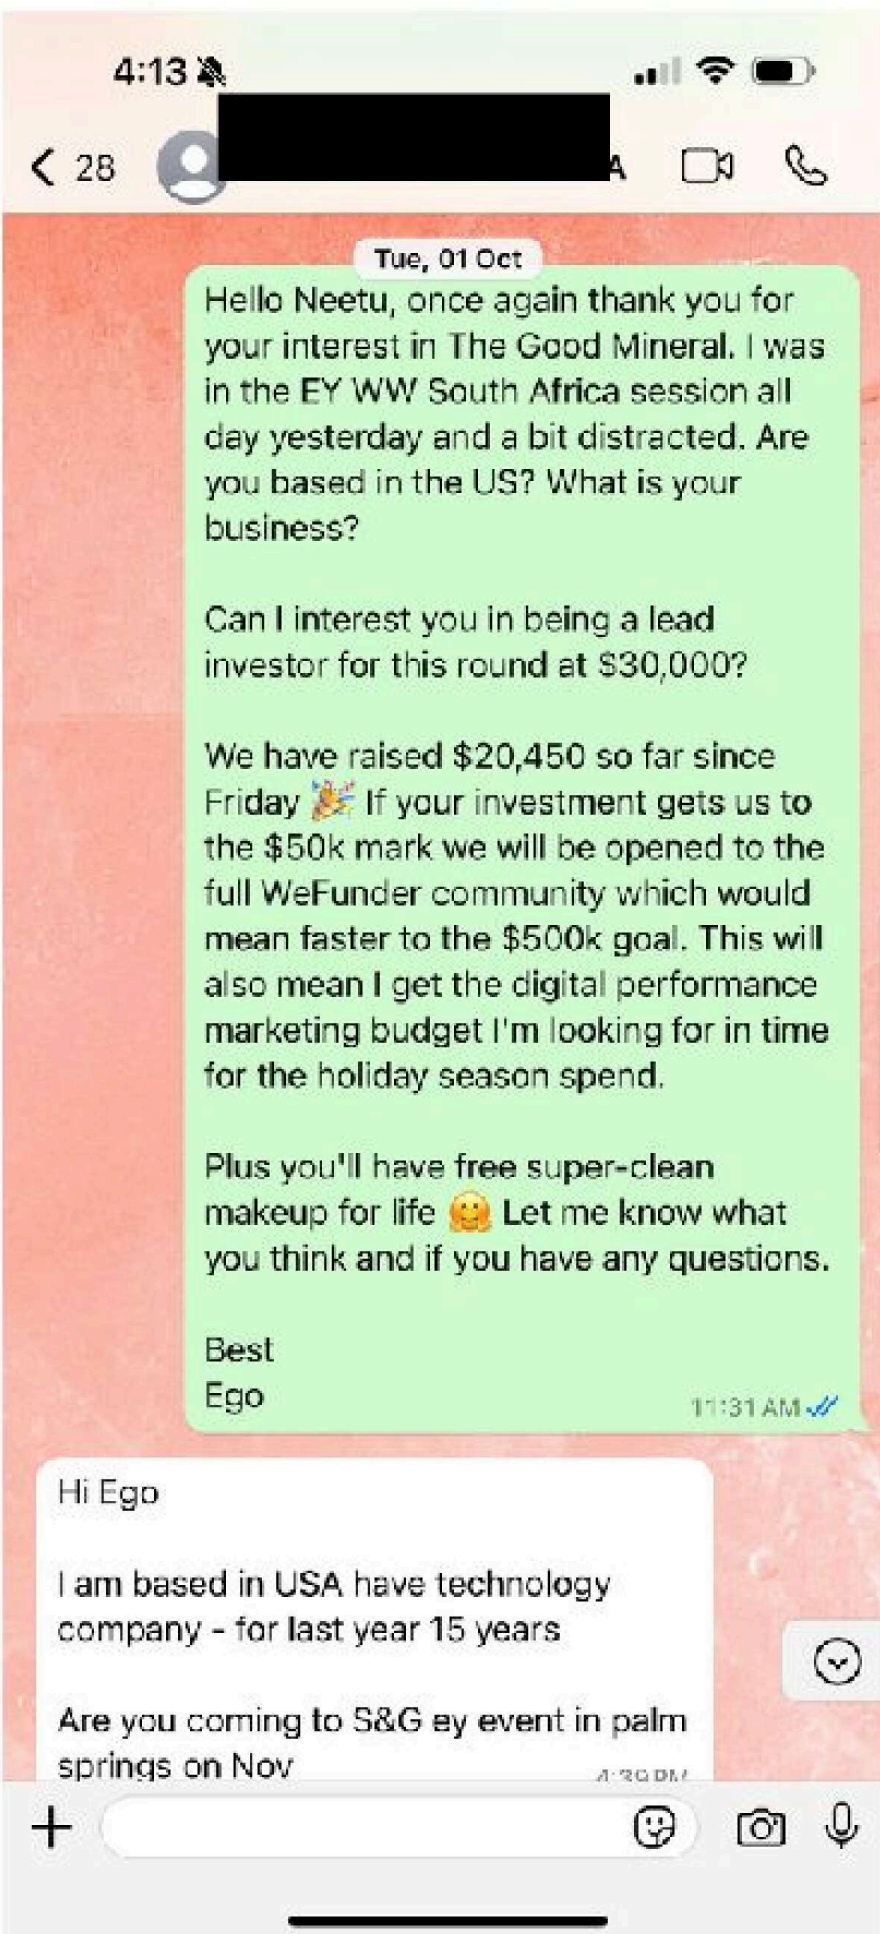 4:13
28
A
Tue, 01 Oct
Hello Neetu, once again thank you for
your interest in The Good Mineral. I was
in the EY WW South Africa session all
day yesterday and a bit distracted. Are
you based in the US? What is your
business?
Can I interest you in being a lead
investor for this round at $30,000?
We have raised $20,450 so far since
Friday 🎉 If your investment gets us to
the $50k mark we will be opened to the
full WeFunder community which would
mean faster to the $500k goal. This will
also mean I get the digital performance
marketing budget I'm looking for in time
for the holiday season spend.
Plus you'll have free super-clean
makeup for life 🤗 Let me know what
you think and if you have any questions.
Best
Ego
11:31 AM
Hi Ego
I am based in USA have technology
company - for last year 15 years
Are you coming to S&G ey event in palm
springs on Nov
4:39 PM